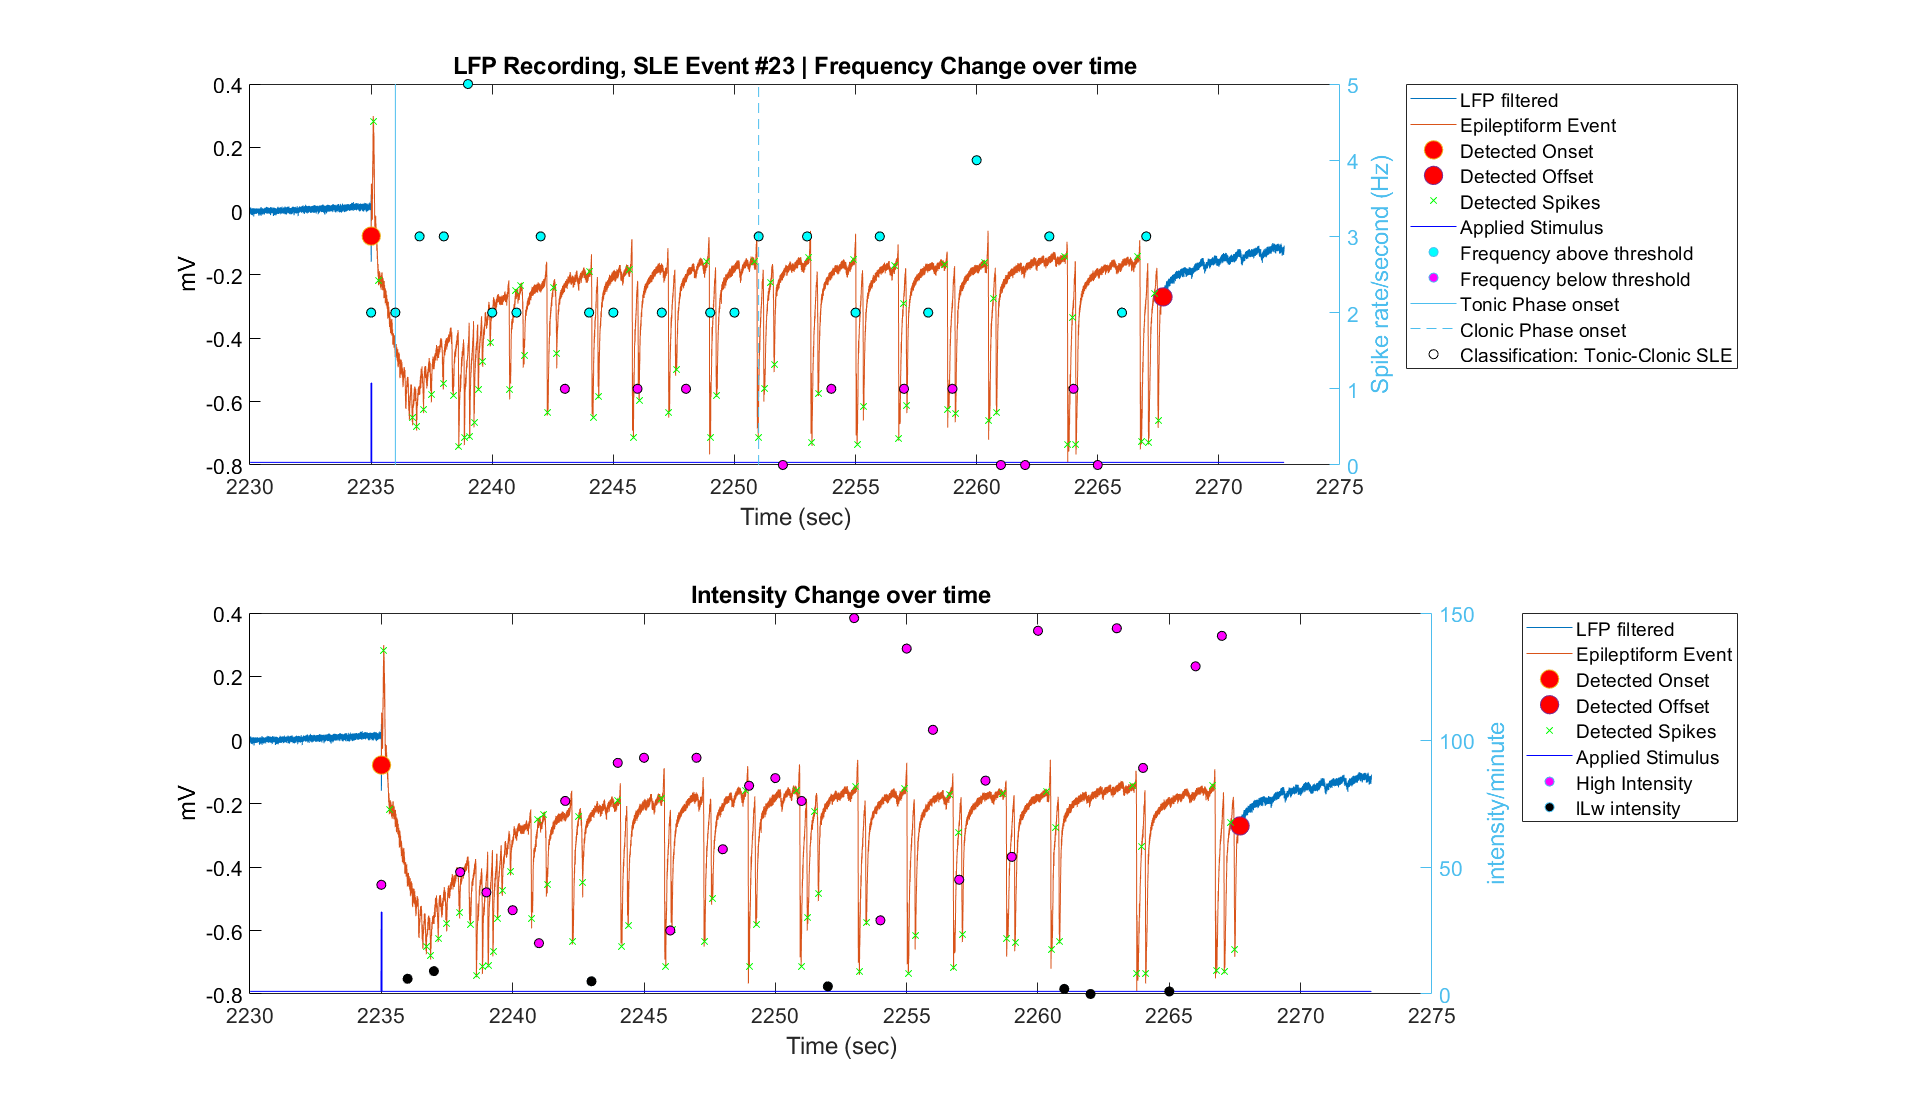 LFP Recording, SLE Event #23 | Frequency Change over time
0.4
0.2
0
-0.2
-0.4
-0.6
-0.8
mV
5
4
3
2
1
0
Spike rate/second (Hz)
2230 2235 2240 2245 2250 2255 2260 2265 2270 2275
Time (sec)
LFP filtered
Epileptiform Event
Detected Onset
Detected Offset
Detected Spikes
Applied Stimulus
Frequency above threshold
Frequency below threshold
Tonic Phase onset
Clonic Phase onset
Classification: Tonic-Clonic SLE
Intensity Change over time
0.4
0.2
0
-0.2
-0.4
-0.6
-0.8
mV
150
100
50
0
intensity/minute
2230 2235 2240 2245 2250 2255 2260 2265 2270 2275
Time (sec)
LFP filtered
Epileptiform Event
Detected Onset
Detected Offset
Detected Spikes
Applied Stimulus
High Intensity
lLw intensity